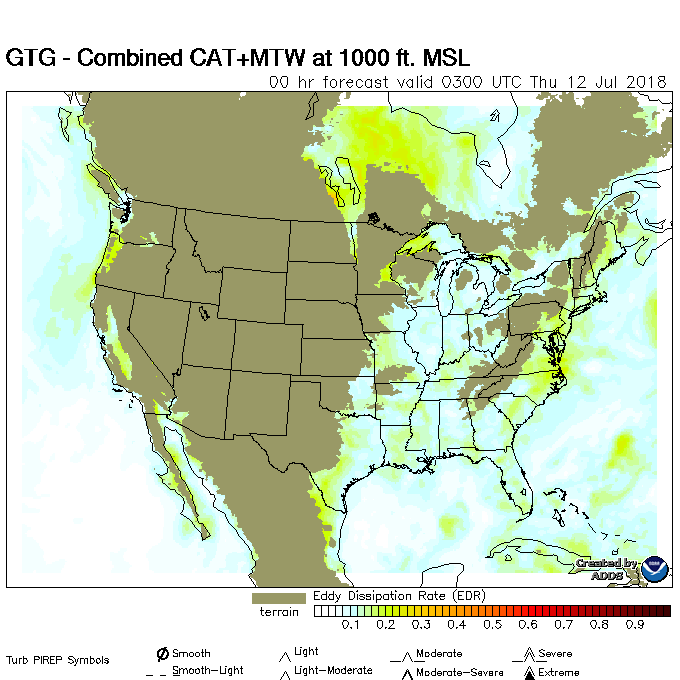 GTG - Combined CAT+MTW at 1000 ft. MSL
00 hr forecast valid 0300 UTC Thu 12 Jul 2018
Created by
ADDS
Eddy Dissipation Rate (EDR)
terrain
0.1 0.2 0.3 0.4 0.5 0.6 0.7 0.8 0.9
Turb PIREP Symbols
Smooth Light Moderate Severe
Smooth-Light Light-Moderate Moderate-Severe Extreme